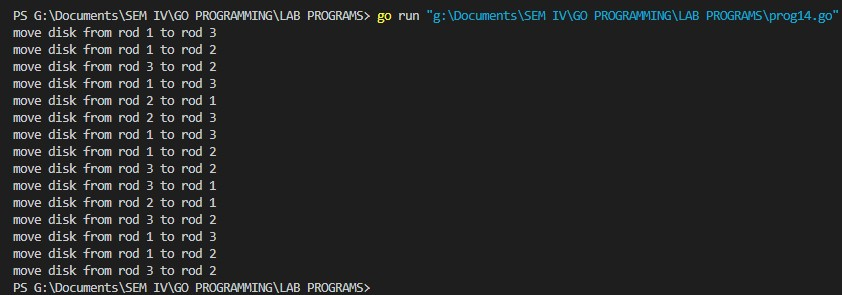 PS G:\Documents\SEM IV\GO PROGRAMMING\LAB PROGRAMS> go run "g:\Documents\SEM IV\GO PROGRAMMING\LAB PROGRAMS\prog14.go"
move disk from rod 1 to rod 3
move disk from rod 1 to rod 2
move disk from rod 3 to rod 2
move disk from rod 1 to rod 3
move disk from rod 2 to rod 1
move disk from rod 2 to rod 3
move disk from rod 1 to rod 3
move disk from rod 1 to rod 2
move disk from rod 3 to rod 2
move disk from rod 3 to rod 1
move disk from rod 2 to rod 1
move disk from rod 3 to rod 2
move disk from rod 1 to rod 3
move disk from rod 1 to rod 2
move disk from rod 3 to rod 2
PS G:\Documents\SEM IV\GO PROGRAMMING\LAB PROGRAMS>